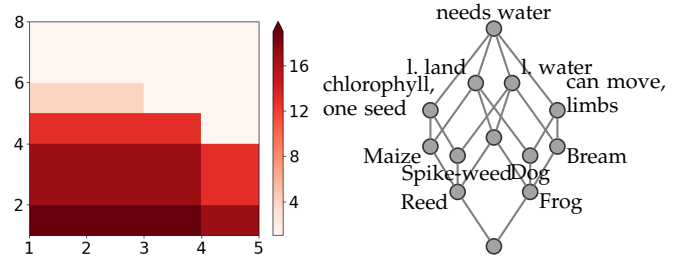 8
6
4
2
1
2
3
4
5
16
12
8
4
needs water
l. land
l. water
chlorophyll,
one seed
can move,
limbs
Maize
Spike-weed
Dog
Bream
Reed
Frog